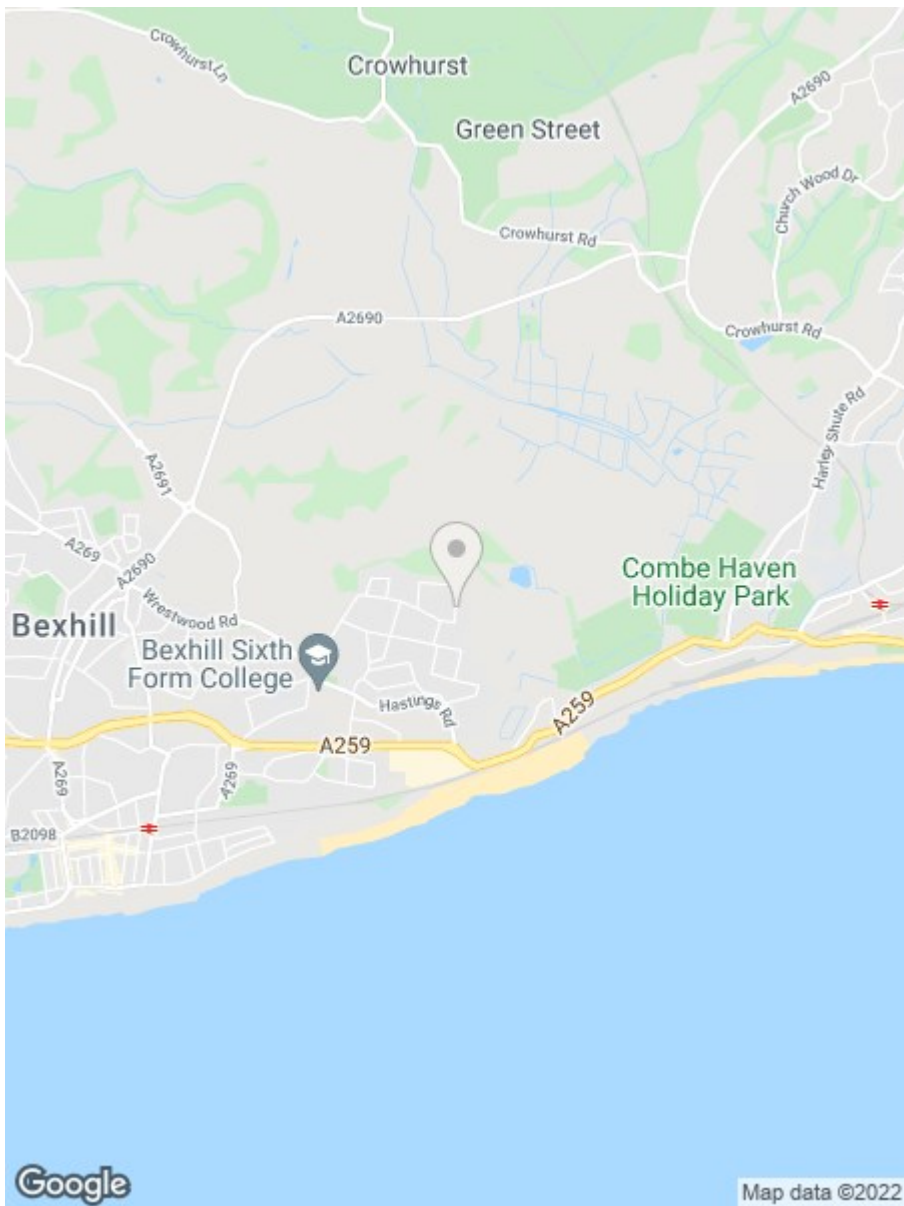 Crowhurst Ln
Crowhurst
Green Street
A2690
Church Wood Dr
Crowhurst Rd
A2690
Crowhurst Rd
Harley Shute Rd
A2691
A269
A2690
Wrestwood Rd
Bexhill
Combe Haven
Holiday Park
Bexhill Sixth
Form College
Hastings Rd
A259
A259
A269
A269
B2098
Google
Map data ©2022